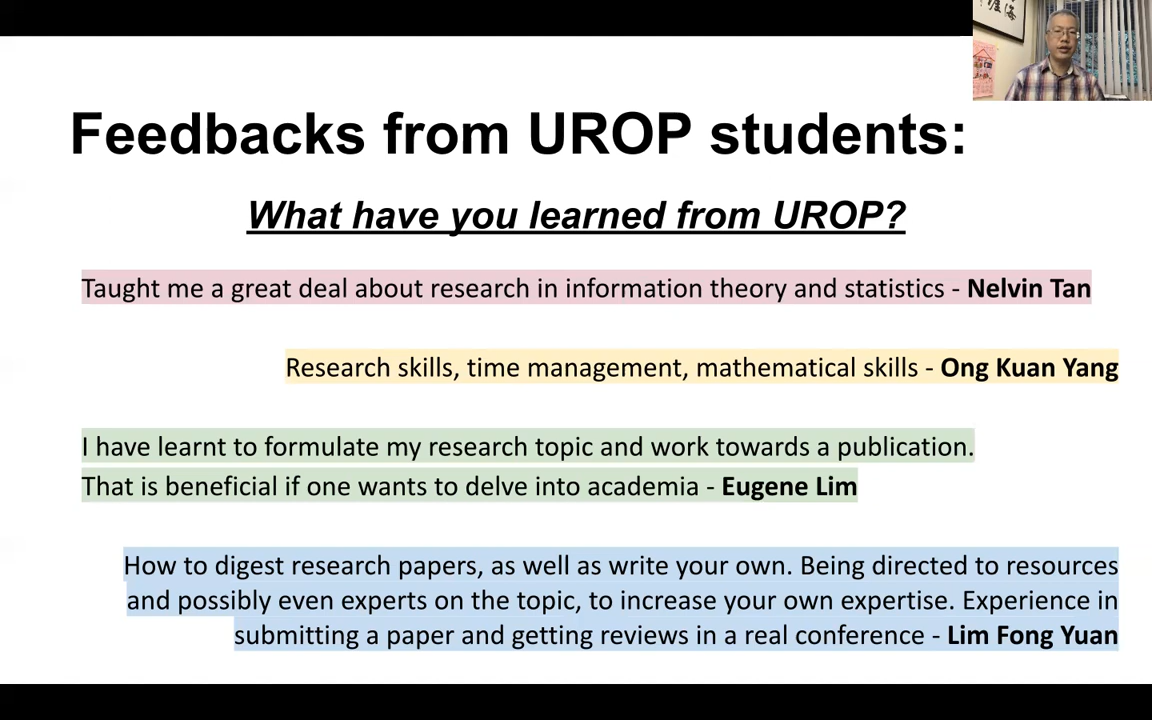 Feedbacks from UROP students:
What have you learned from UROP?
Taught me a great deal about research in information theory and statistics - Nelvin Tan
Research skills, time management, mathematical skills - Ong Kuan Yang
I have learnt to formulate my research topic and work towards a publication.
That is beneficial if one wants to delve into academia - Eugene Lim
How to digest research papers, as well as write your own. Being directed to resources
and possibly even experts on the topic, to increase your own expertise. Experience in
submitting a paper and getting reviews in a real conference - Lim Fong Yuan